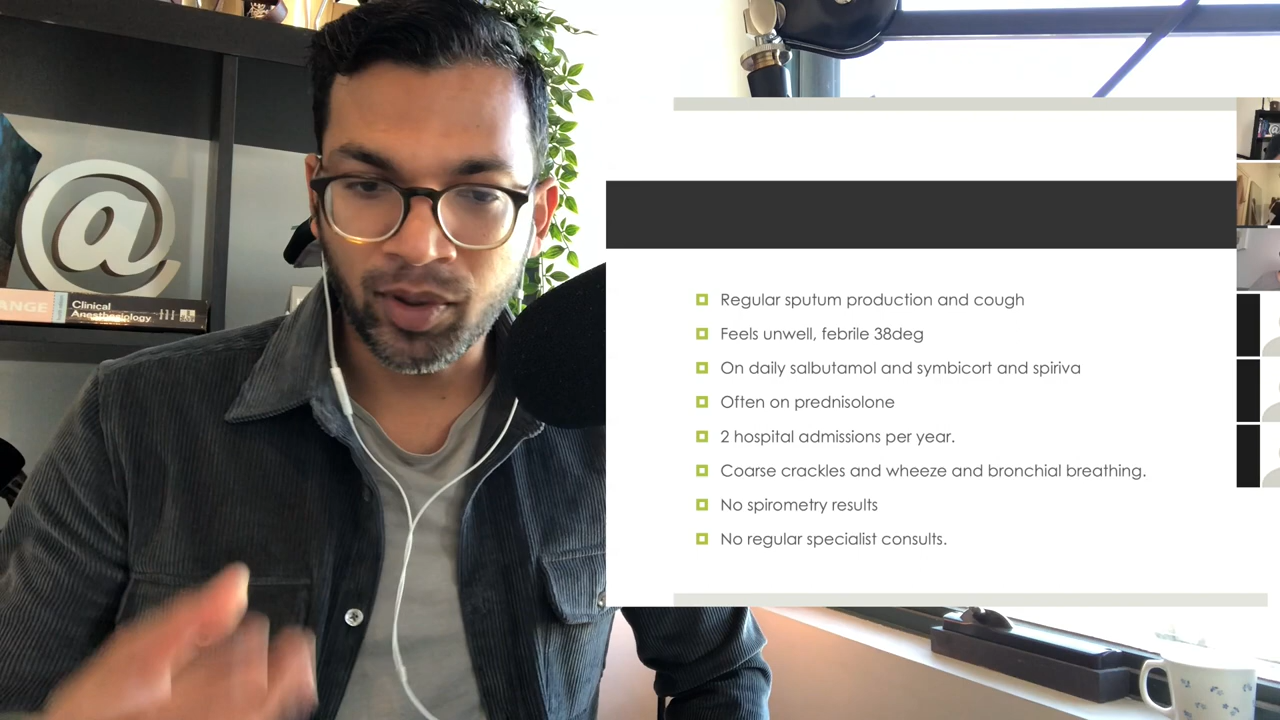 @
ANGE
Clinical
Anesthesiology
Regular sputum production and cough
Feels unwell, febrile 38deg
On daily salbutamol and symbicort and spiriva
Often on prednisolone
2 hospital admissions per year.
Coarse crackles and wheeze and bronchial breathing.
No spirometry results
No regular specialist consults.